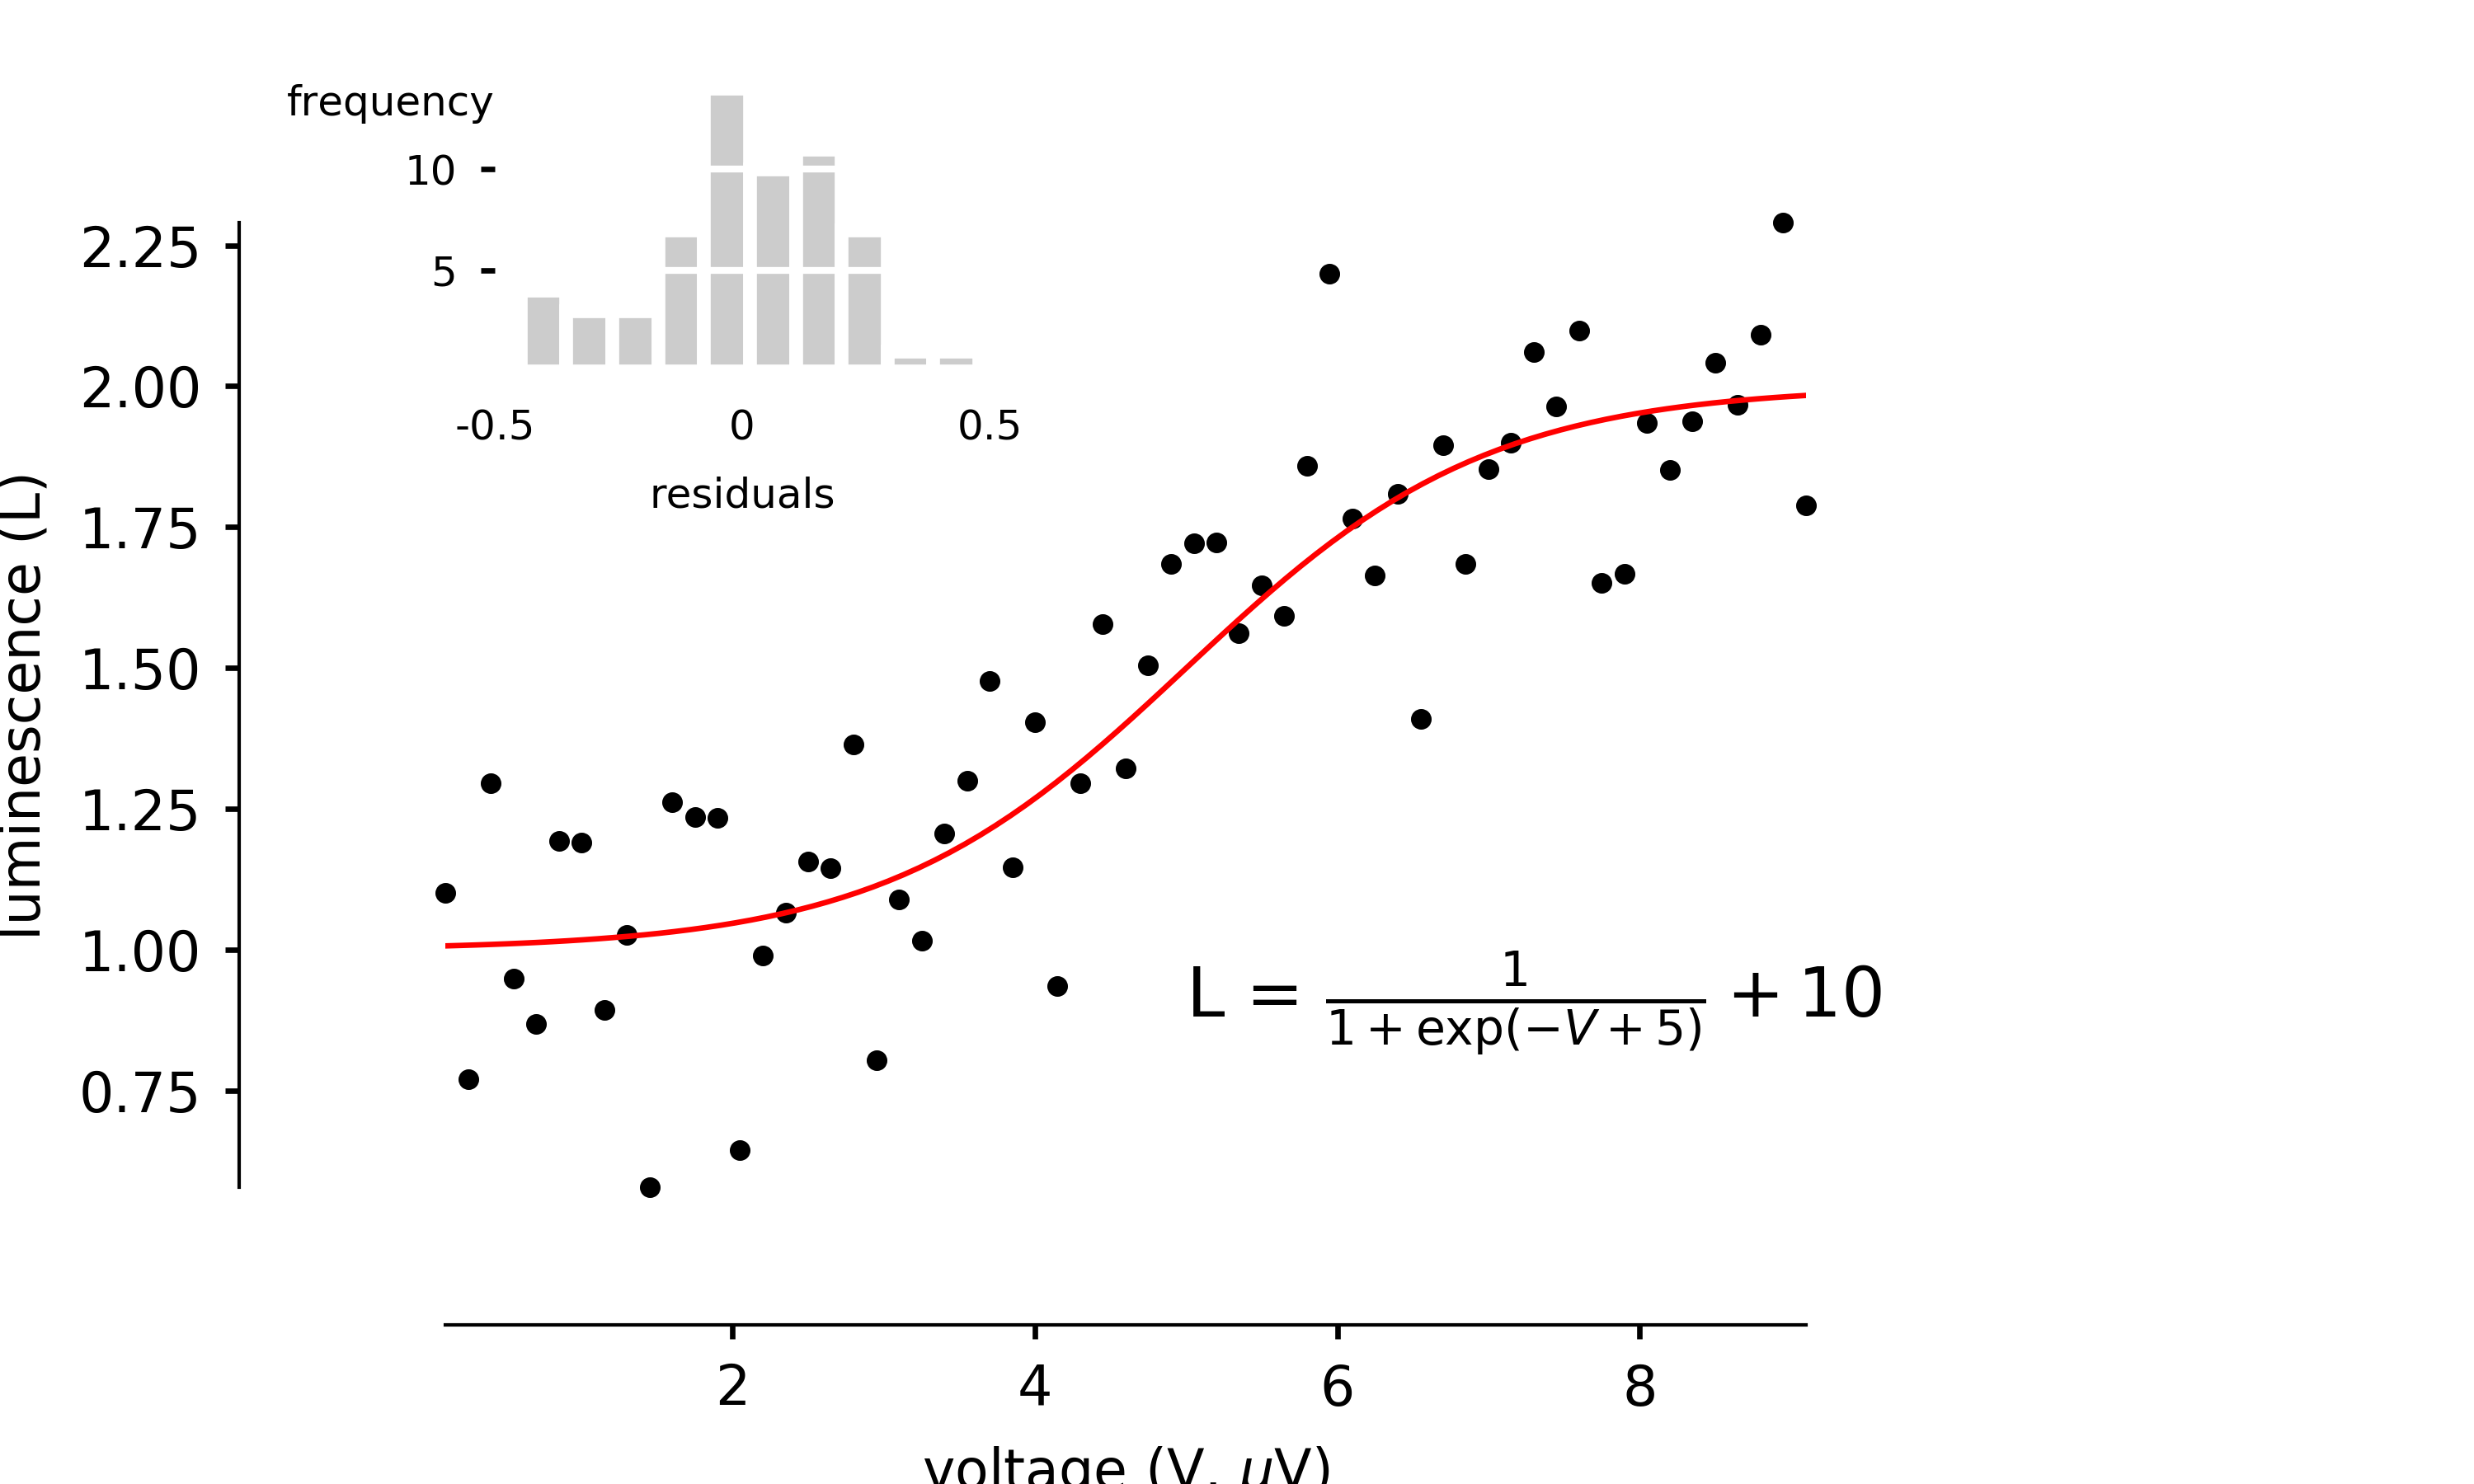 frequency
10
5
-0.5 0 0.5
residuals
2.25
2.00
1.75
1.50
1.25
1.00
0.75
luminescence (L)
L = 1 / 1 + exp(−V + 5) + 10
2 4 6 8
voltage (V, μV)